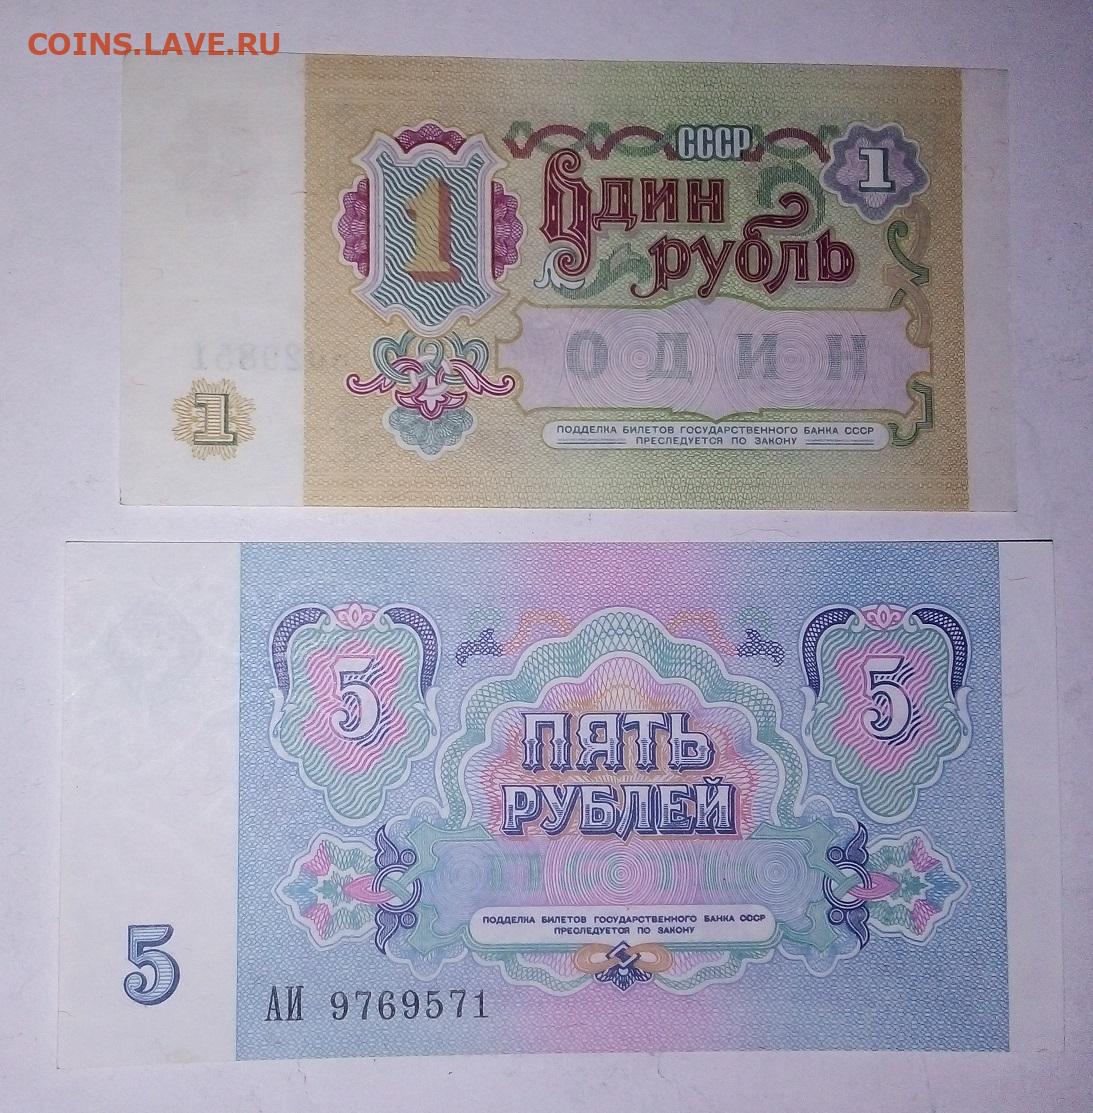 COINS.LAVE.RU
СССР
1
1
Один
рубль
ОДИН
029851
1
ПОДДЕЛКА БИЛЕТОВ ГОСУДАРСТВЕННОГО БАНКА СССР
ПРЕСЛЕДУЕТСЯ ПО ЗАКОНУ
5
5
ПЯТЬ
РУБЛЕЙ
ПОДДЕЛКА БИЛЕТОВ ГОСУДАРСТВЕННОГО БАНКА СССР
ПРЕСЛЕДУЕТСЯ ПО ЗАКОНУ
5
АИ 9769571